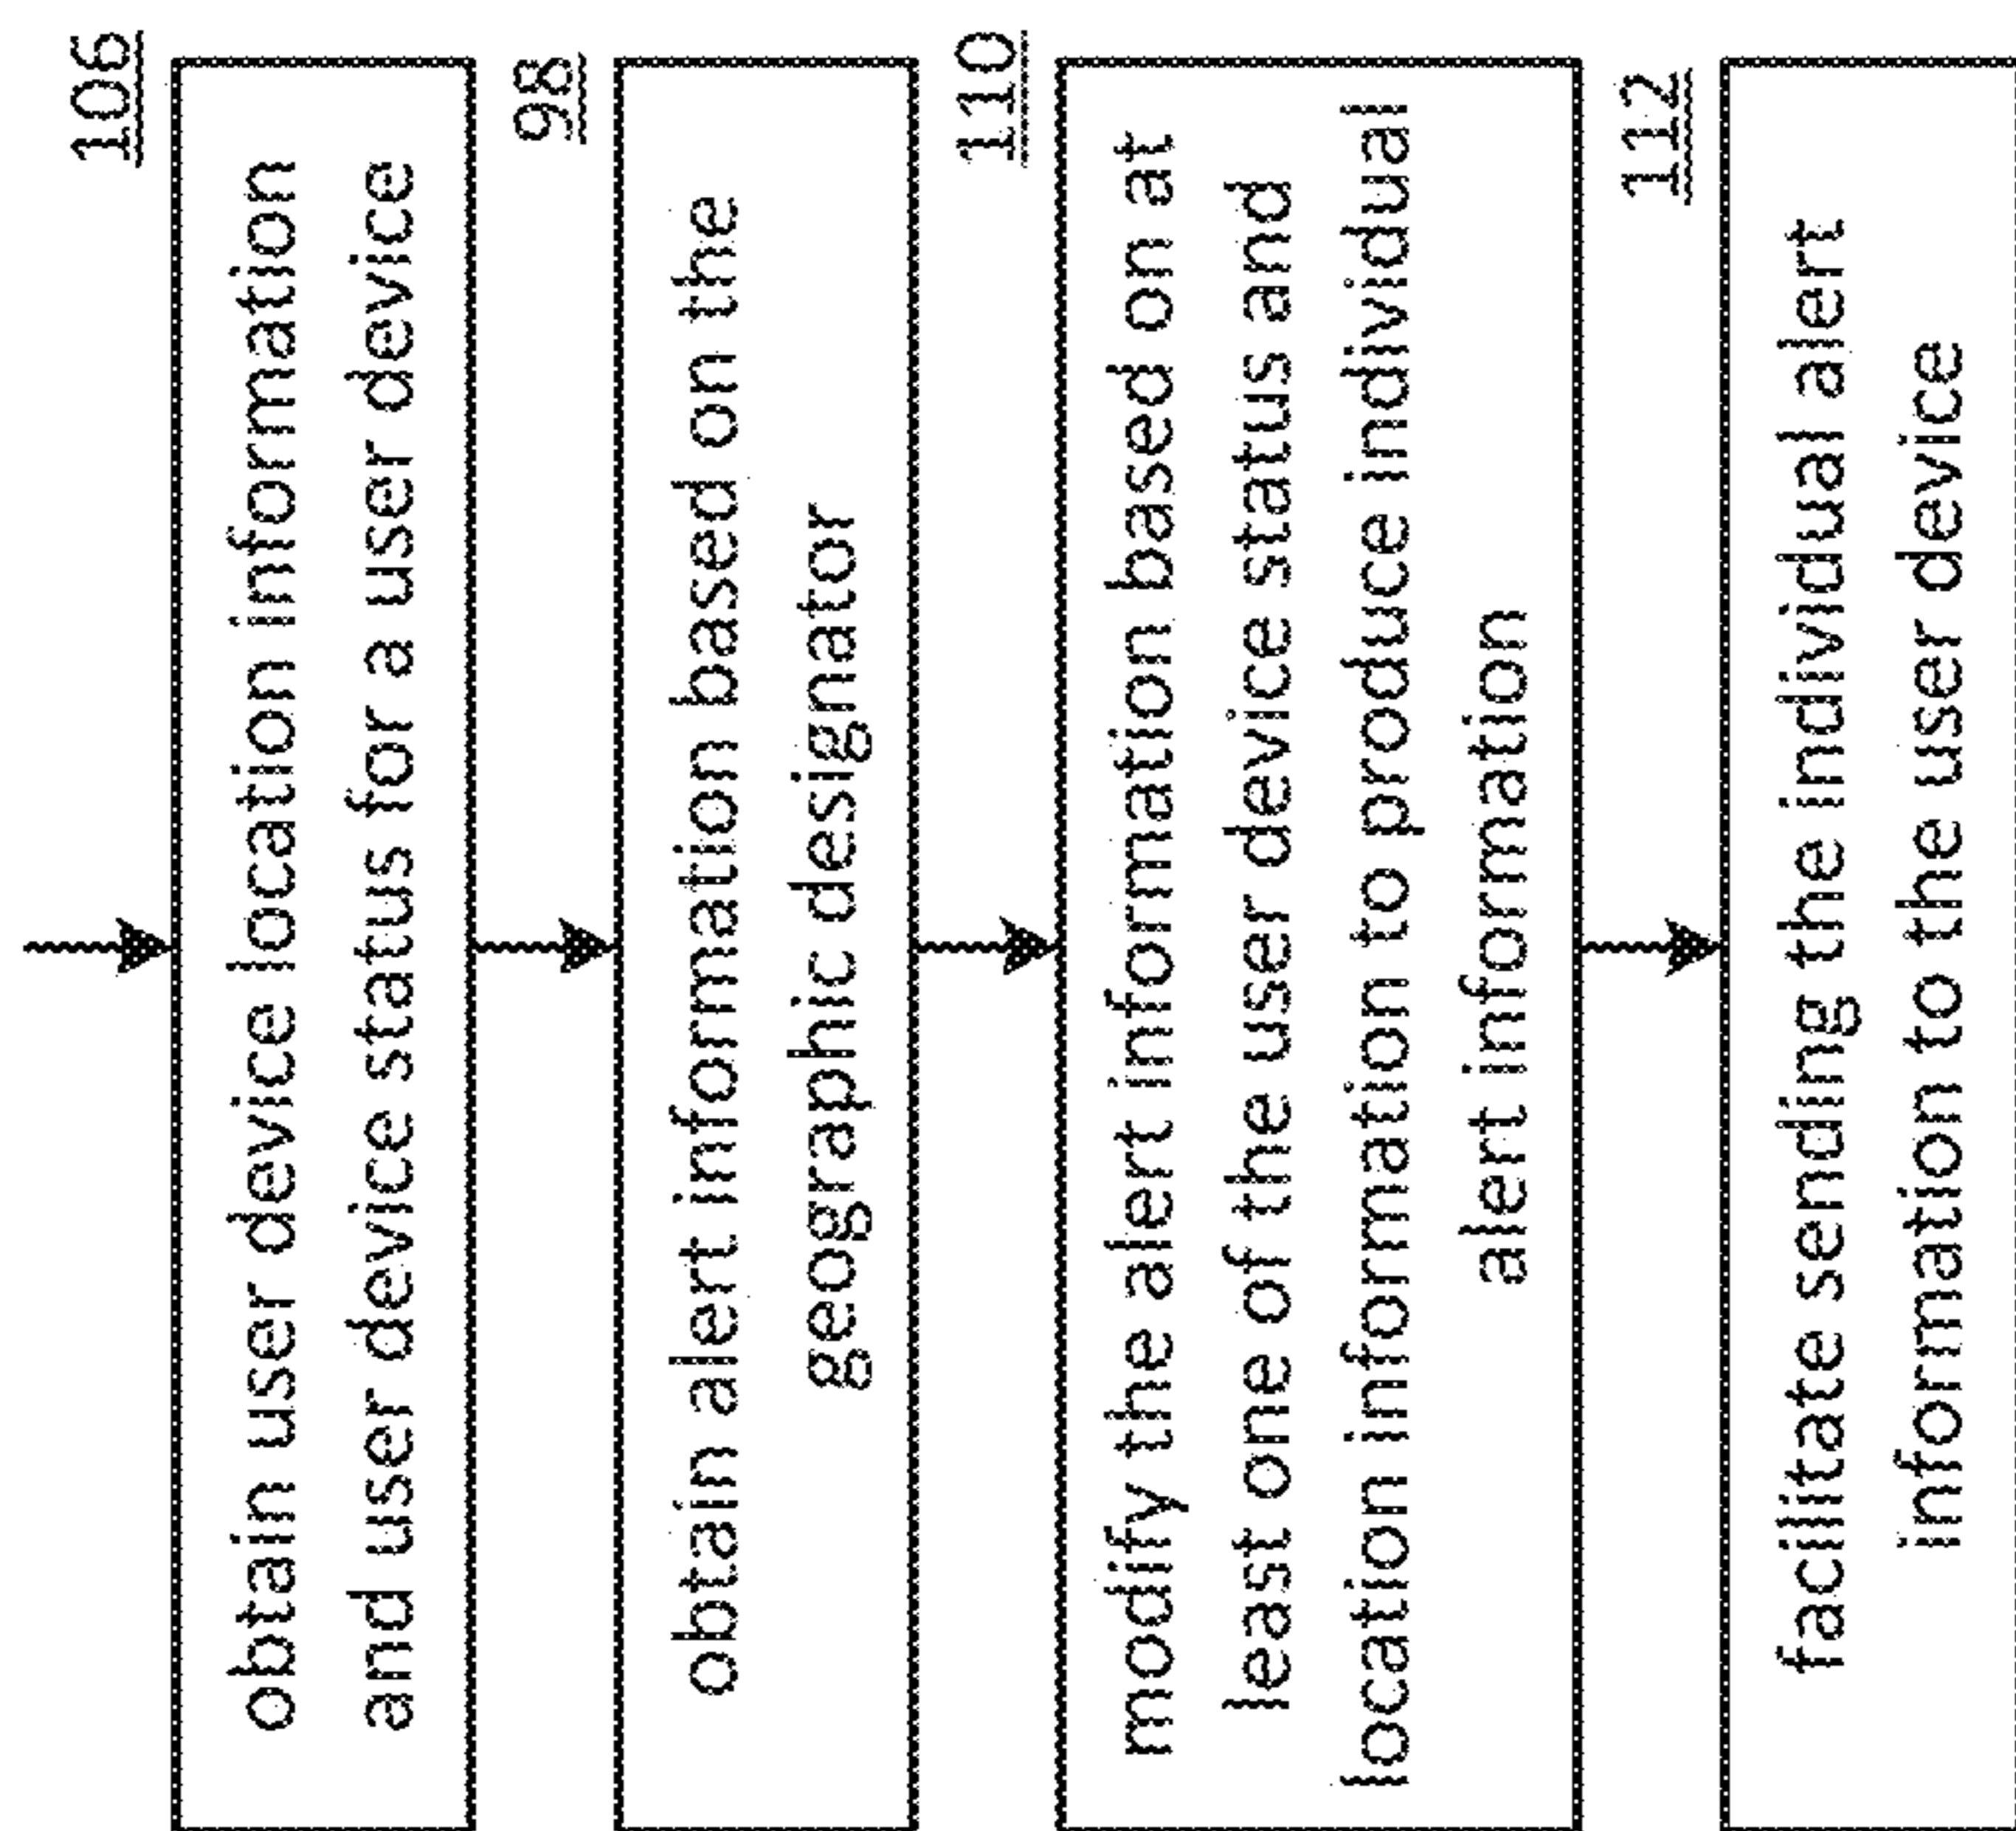 106
obtain user device location information
and user device status for a user device
98
obtain alert information based on the
geographic designator
110
modify the alert information based on at
least one of the user device status and
location information to produce individual
alert information
112
facilitate sending the individual alert
information to the user device